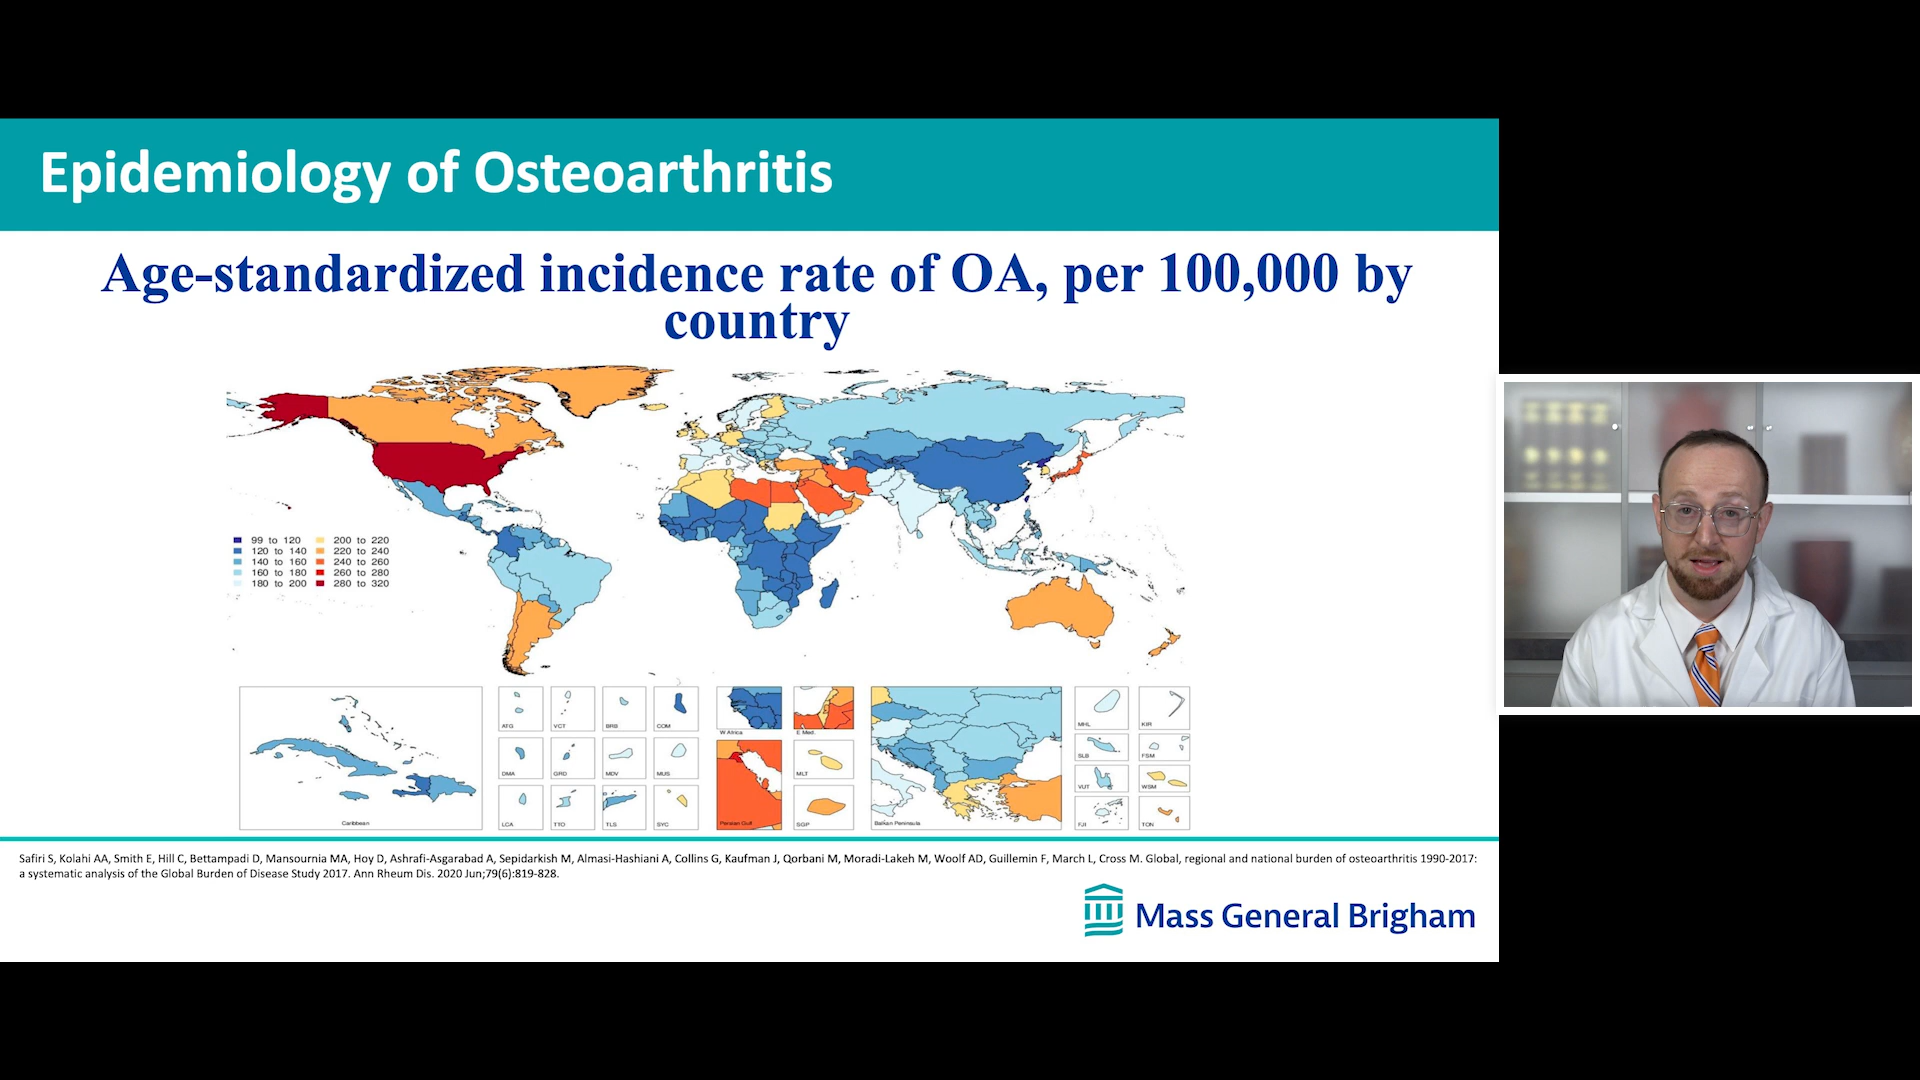 Epidemiology of Osteoarthritis
Age-standardized incidence rate of OA, per 100,000 by
country
99 to 120
120 to 140
140 to 160
160 to 180
180 to 200
200 to 220
220 to 240
240 to 260
260 to 280
280 to 320
Caribbean
ATG
VCT
BRB
COM
DMA
GRD
MDV
MUS
LCA
TTO
TLS
SYC
W Africa
E Med.
Persian Gulf
MLT
SGP
Balkan Peninsula
MHL
KIR
SLB
FSM
VUT
WSM
FJI
TON
Safiri S, Kolahi AA, Smith E, Hill C, Bettampadi D, Mansournia MA, Hoy D, Ashrafi-Asgarabad A, Sepidarkish M, Almasi-Hashiani A, Collins G, Kaufman J, Qorbani M, Moradi-Lakeh M, Woolf AD, Guillemin F, March L, Cross M. Global, regional and national burden of osteoarthritis 1990-2017:
a systematic analysis of the Global Burden of Disease Study 2017. Ann Rheum Dis. 2020 Jun;79(6):819-828.
Mass General Brigham